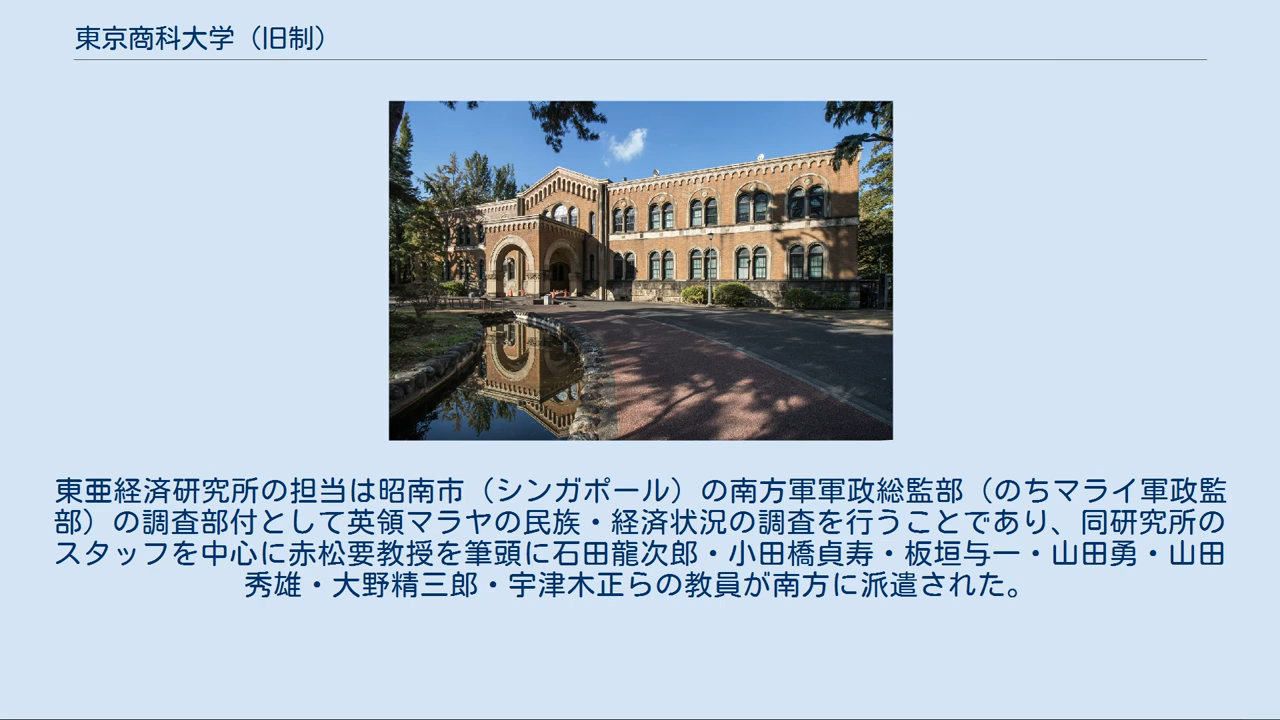 東京商科大学（旧制）
東亜経済研究所の担当は昭南市（シンガポール）の南方軍軍政総監部（のちマライ軍政監
部）の調査部付として英領マラヤの民族・経済状況の調査を行うことであり、同研究所の
スタッフを中心に赤松要教授を筆頭に石田龍次郎・小田橋貞寿・板垣与一・山田勇・山田
秀雄・大野精三郎・宇津木正らの教員が南方に派遣された。